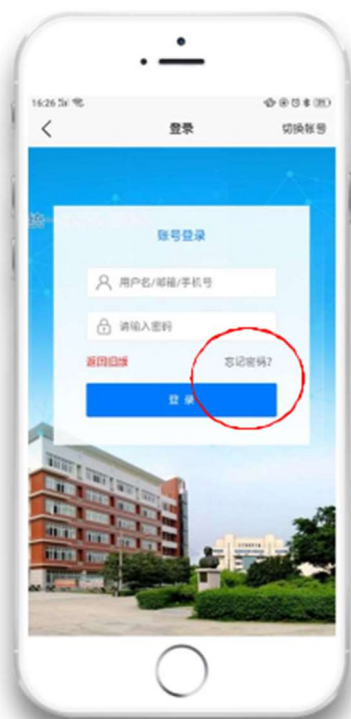 16:26
登录
切换账号
账号登录
用户名/邮箱/手机号
请输入密码
返回旧版
忘记密码?
登 录